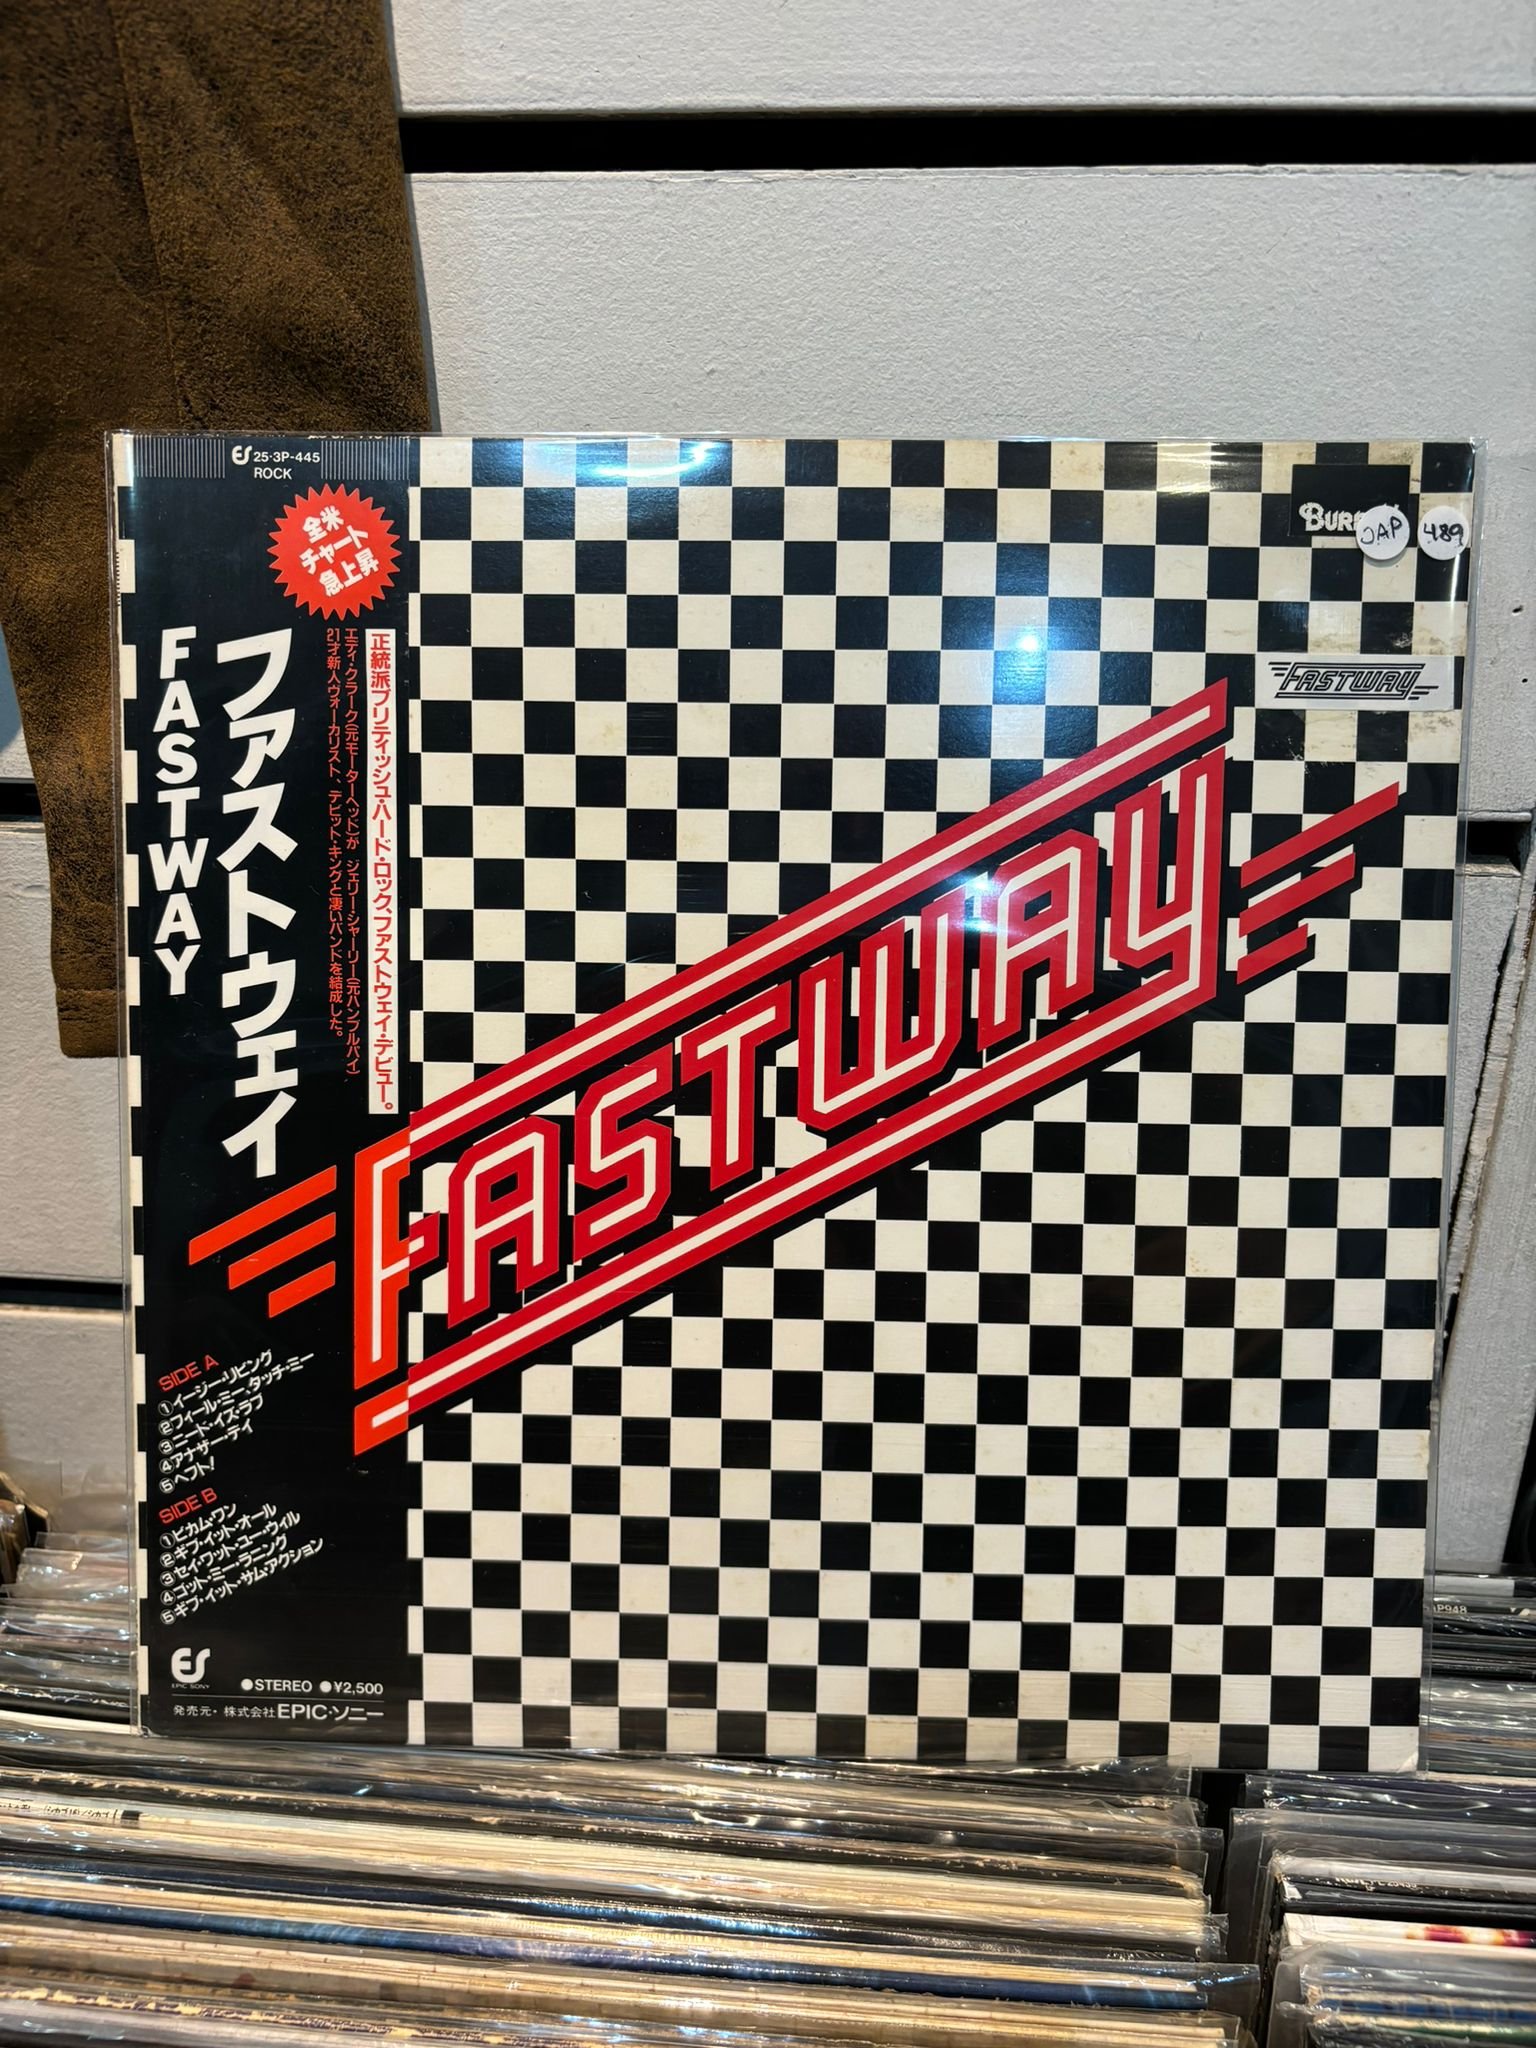 25・3P-445
ROCK
全米
チャート
急上昇
正統派ブリティッシュ・ハード・ロック、ファストウェイ・デビュー。
エディ・クラーク(元モーターヘッド)が ジェリー・シャーリー(元ハンブルパイ)
21才新人ヴォーカリスト、デビット・キングと凄いバンドを結成した。
ファストウェイ
FASTWAY
BUR
JAP
489
FASTWAY
FASTWAY
SIDE A
①イージー・リビング
②フィール・ミー、タッチ・ミー
③ニード・イズ・ラブ
④アナザー・デイ
⑤ヘフト!
SIDE B
①ビカム・ワン
②ギブ・イット・オール
③セイ・ワット・ユー・ウィル
④ゴット・ミー・ラニング
⑤ギブ・イット・サム・アクション
ES
EPIC SONY
●STEREO ●¥2,500
発売元・株式会社EPIC・ソニー
P948